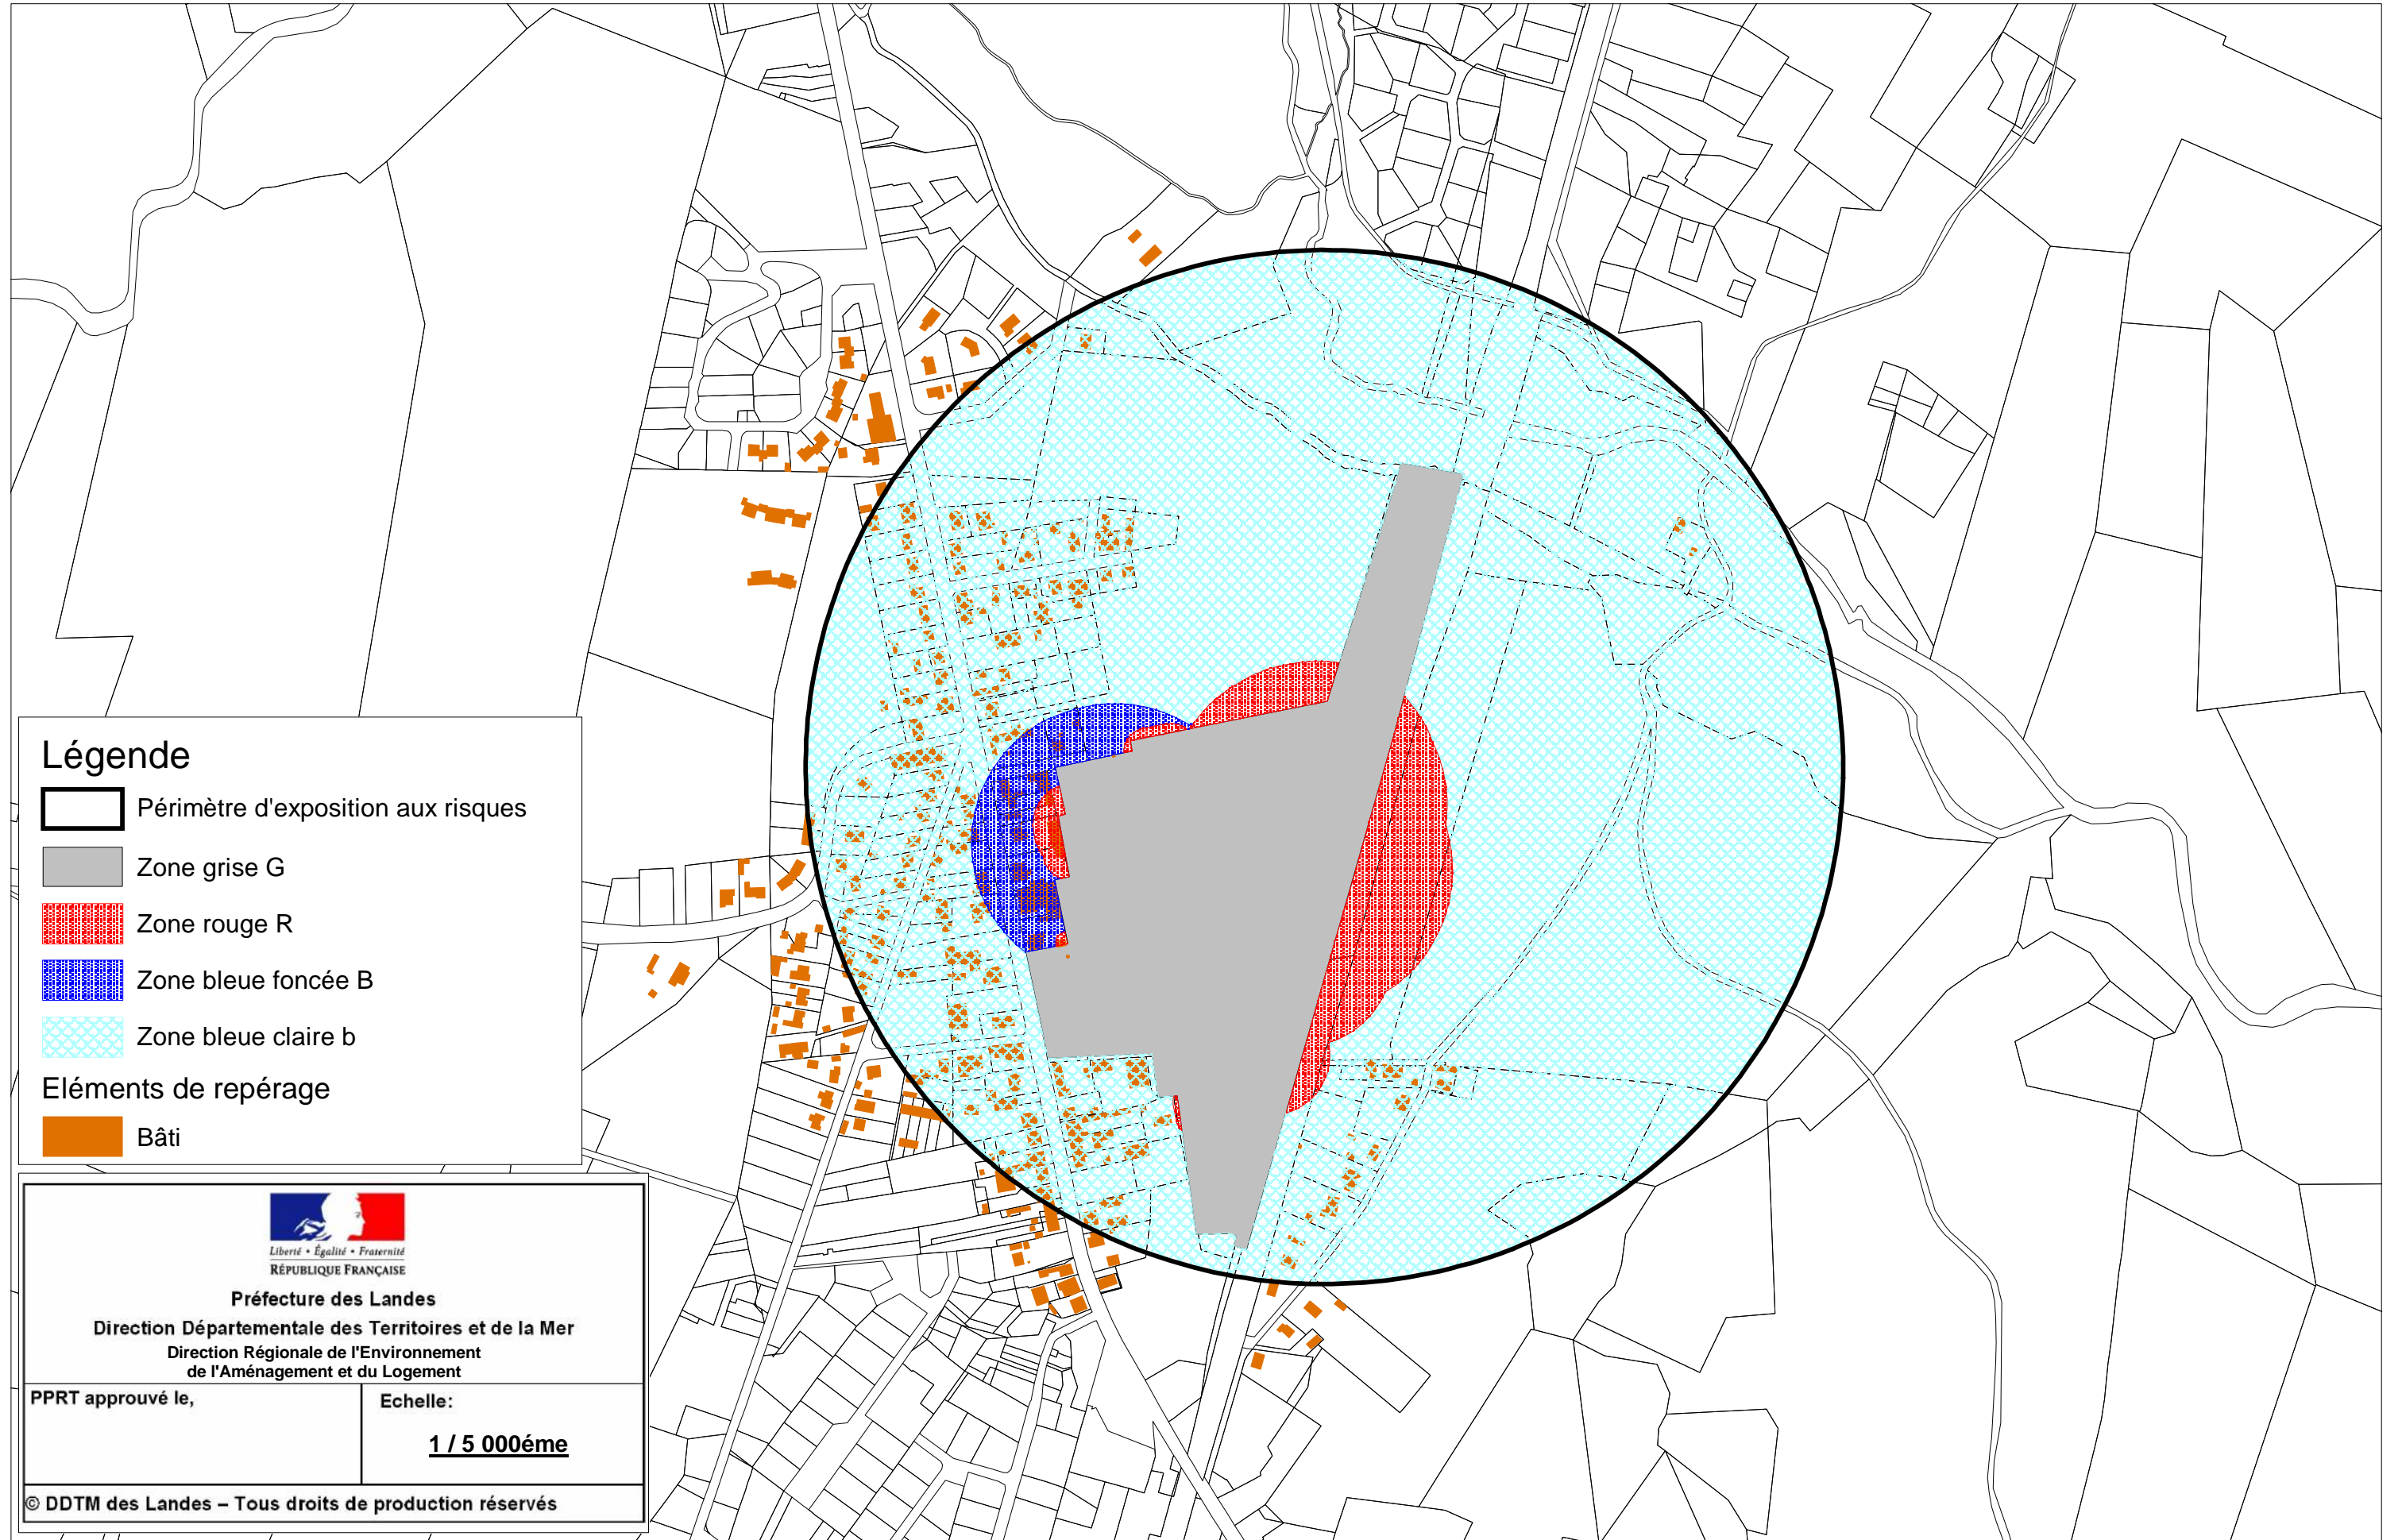 Légende
Périmètre d'exposition aux risques
Zone grise G
Zone rouge R
Zone bleue foncée B
Zone bleue claire b
Eléments de repérage
Bâti
Liberté • Égalité • Fraternité
RÉPUBLIQUE FRANÇAISE
Préfecture des Landes
Direction Départementale des Territoires et de la Mer
Direction Régionale de l'Environnement
de l'Aménagement et du Logement
PPRT approuvé le,
Echelle:
1 / 5 000éme
© DDTM des Landes – Tous droits de production réservés